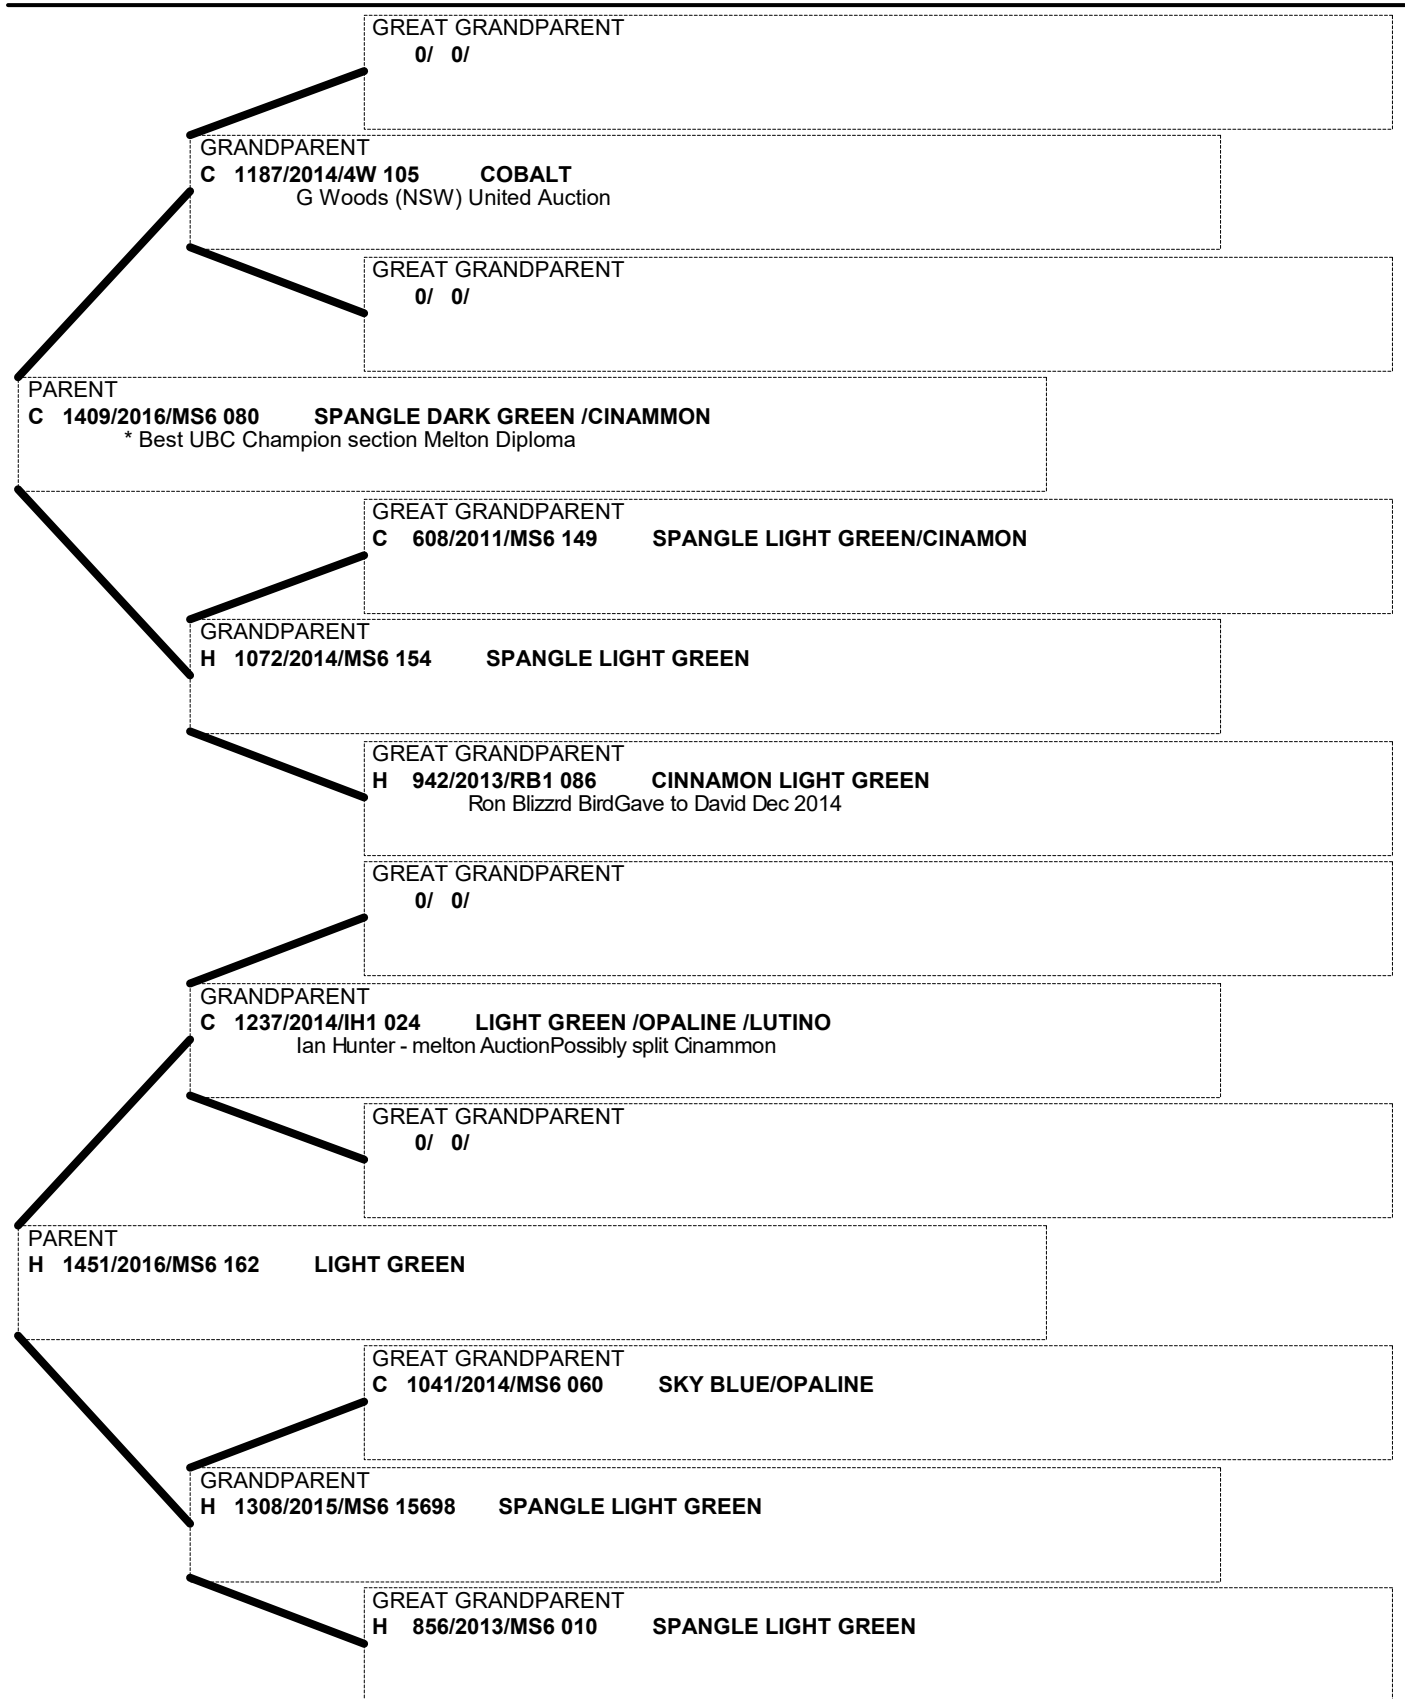 GREAT GRANDPARENT
0/ 0/
GRANDPARENT
C 1187/2014/4W 105 COBALT
G Woods (NSW) United Auction
GREAT GRANDPARENT
0/ 0/
PARENT
C 1409/2016/MS6 080 SPANGLE DARK GREEN /CINAMMON
* Best UBC Champion section Melton Diploma
GREAT GRANDPARENT
C 608/2011/MS6 149 SPANGLE LIGHT GREEN/CINAMON
GRANDPARENT
H 1072/2014/MS6 154 SPANGLE LIGHT GREEN
GREAT GRANDPARENT
H 942/2013/RB1 086 CINNAMON LIGHT GREEN
Ron Blizzrd BirdGave to David Dec 2014
GREAT GRANDPARENT
0/ 0/
GRANDPARENT
C 1237/2014/IH1 024 LIGHT GREEN /OPALINE /LUTINO
Ian Hunter - melton AuctionPossibly split Cinammon
GREAT GRANDPARENT
0/ 0/
PARENT
H 1451/2016/MS6 162 LIGHT GREEN
GREAT GRANDPARENT
C 1041/2014/MS6 060 SKY BLUE/OPALINE
GRANDPARENT
H 1308/2015/MS6 15698 SPANGLE LIGHT GREEN
GREAT GRANDPARENT
H 856/2013/MS6 010 SPANGLE LIGHT GREEN